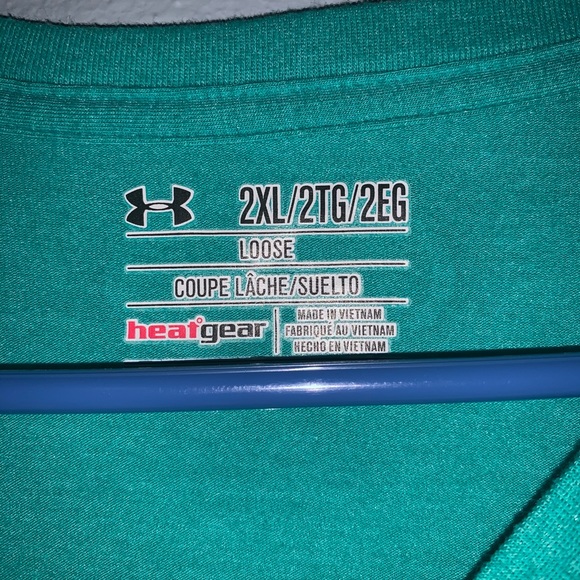 2XL/2TG/2EG
LOOSE
COUPE LÂCHE/SUELTO
heatgear
MADE IN VIETNAM
FABRIQUÉ AU VIETNAM
HECHO EN VIETNAM